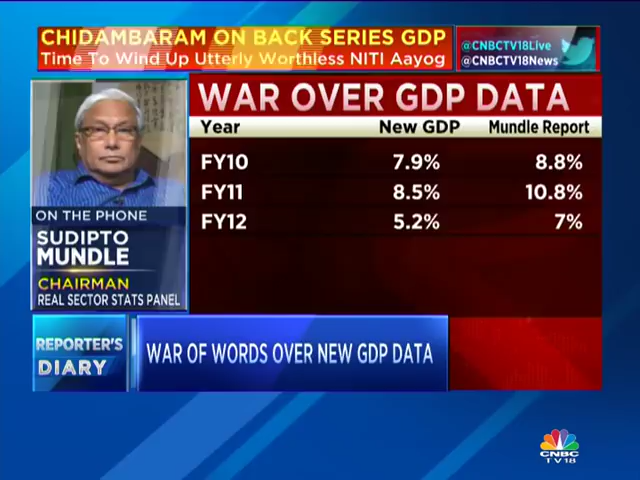 CHIDAMBARAM ON BACK SERIES GDP
Time To Wind Up Utterly Worthless NITI Aayog
@CNBCTV18Live
@CNBCTV18News
WAR OVER GDP DATA
Year New GDP Mundle Report
FY10 7.9% 8.8%
FY11 8.5% 10.8%
FY12 5.2% 7%
ON THE PHONE
SUDIPTO
MUNDLE
CHAIRMAN
REAL SECTOR STATS PANEL
REPORTER'S
DIARY
WAR OF WORDS OVER NEW GDP DATA
CNBC
TV18